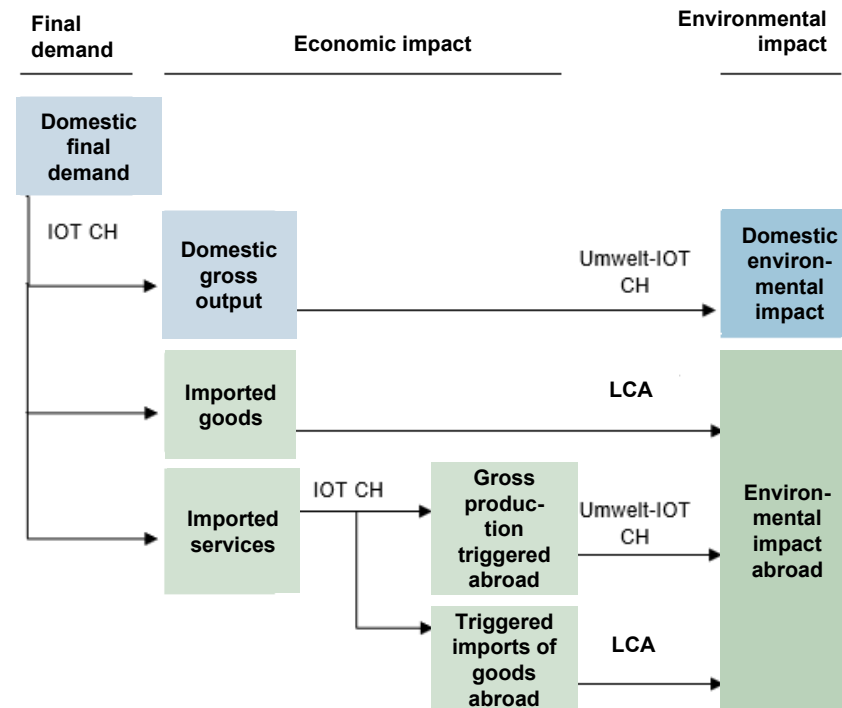 Final
demand
Economic impact
Environmental
impact
Domestic
final
demand
IOT CH
Domestic
gross
output
Umwelt-IOT
CH
Domestic
environ-
mental
impact
Imported
goods
LCA
Imported
services
IOT CH
Gross
produc-
tion
triggered
abroad
Umwelt-IOT
CH
Environ-
mental
impact
abroad
Triggered
imports of
goods
abroad
LCA